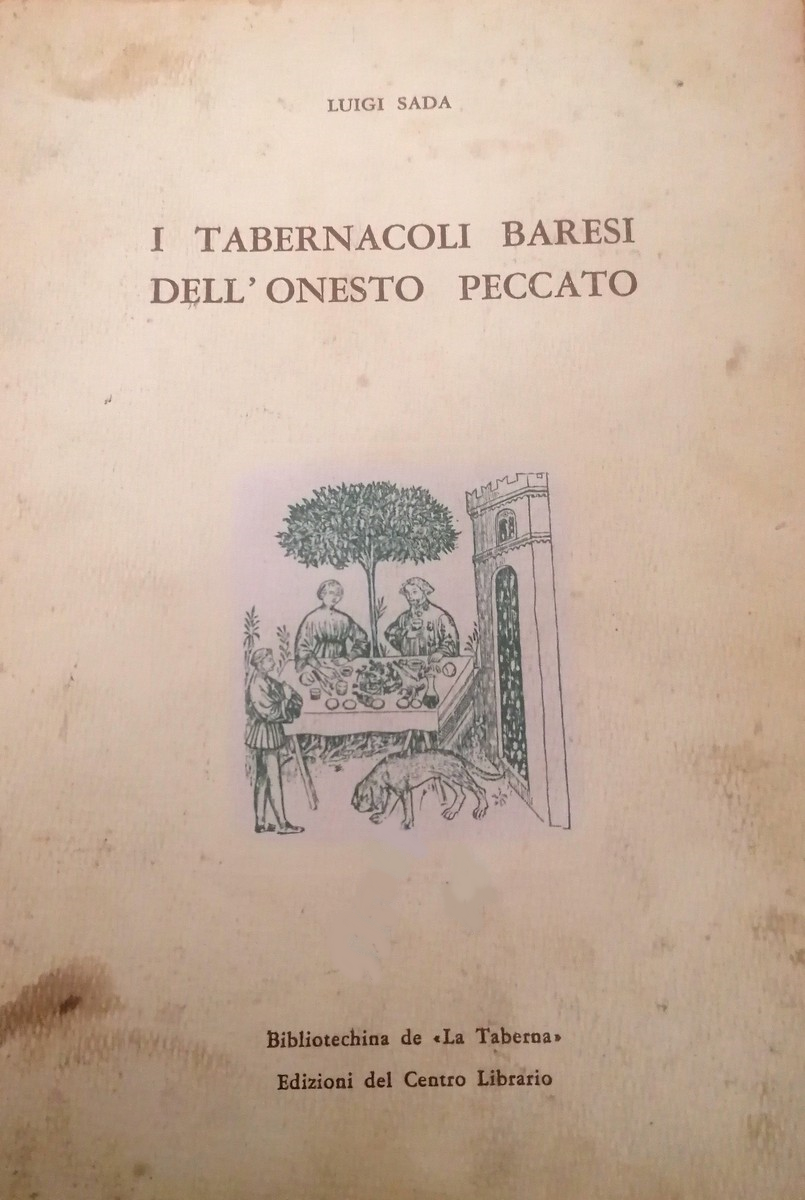 LUIGI SADA
I TABERNACOLI BARESI
DELL' ONESTO PECCATO
Bibliotechina de «La Taberna»
Edizioni del Centro Librario